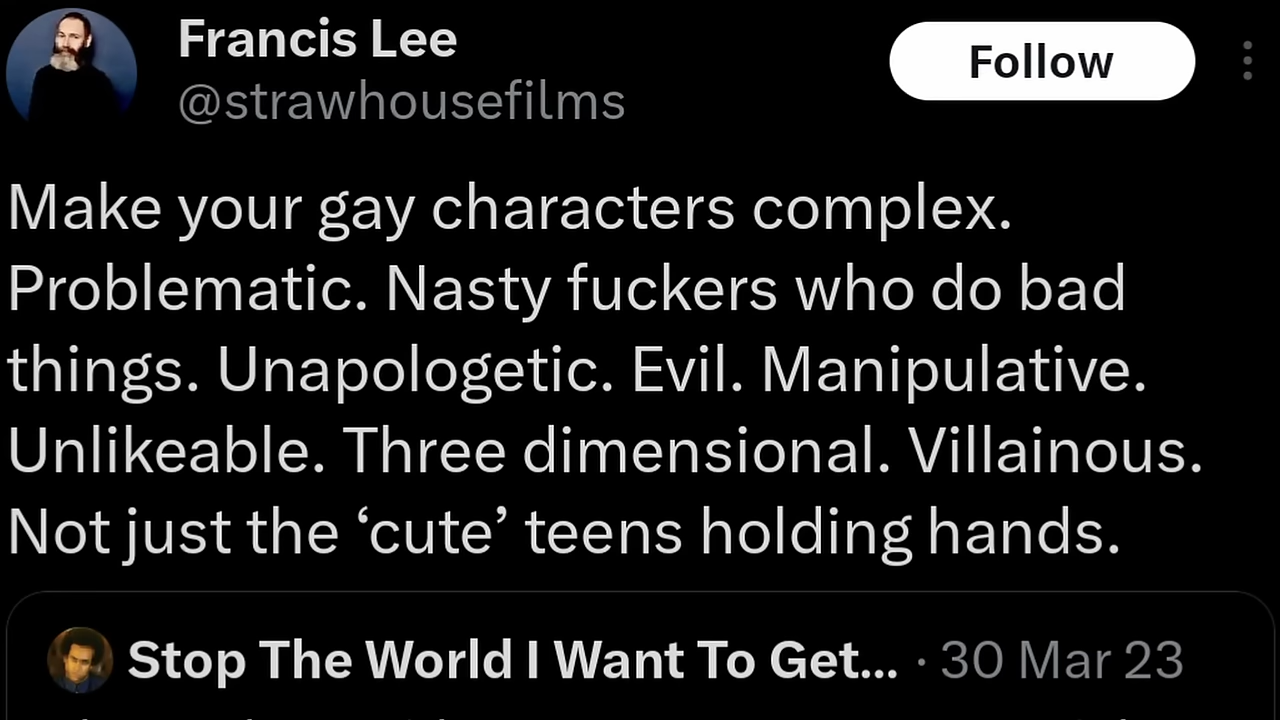 Francis Lee
@strawhousefilms
Follow
Make your gay characters complex.
Problematic. Nasty fuckers who do bad
things. Unapologetic. Evil. Manipulative.
Unlikeable. Three dimensional. Villainous.
Not just the ‘cute’ teens holding hands.
Stop The World I Want To Get... · 30 Mar 23